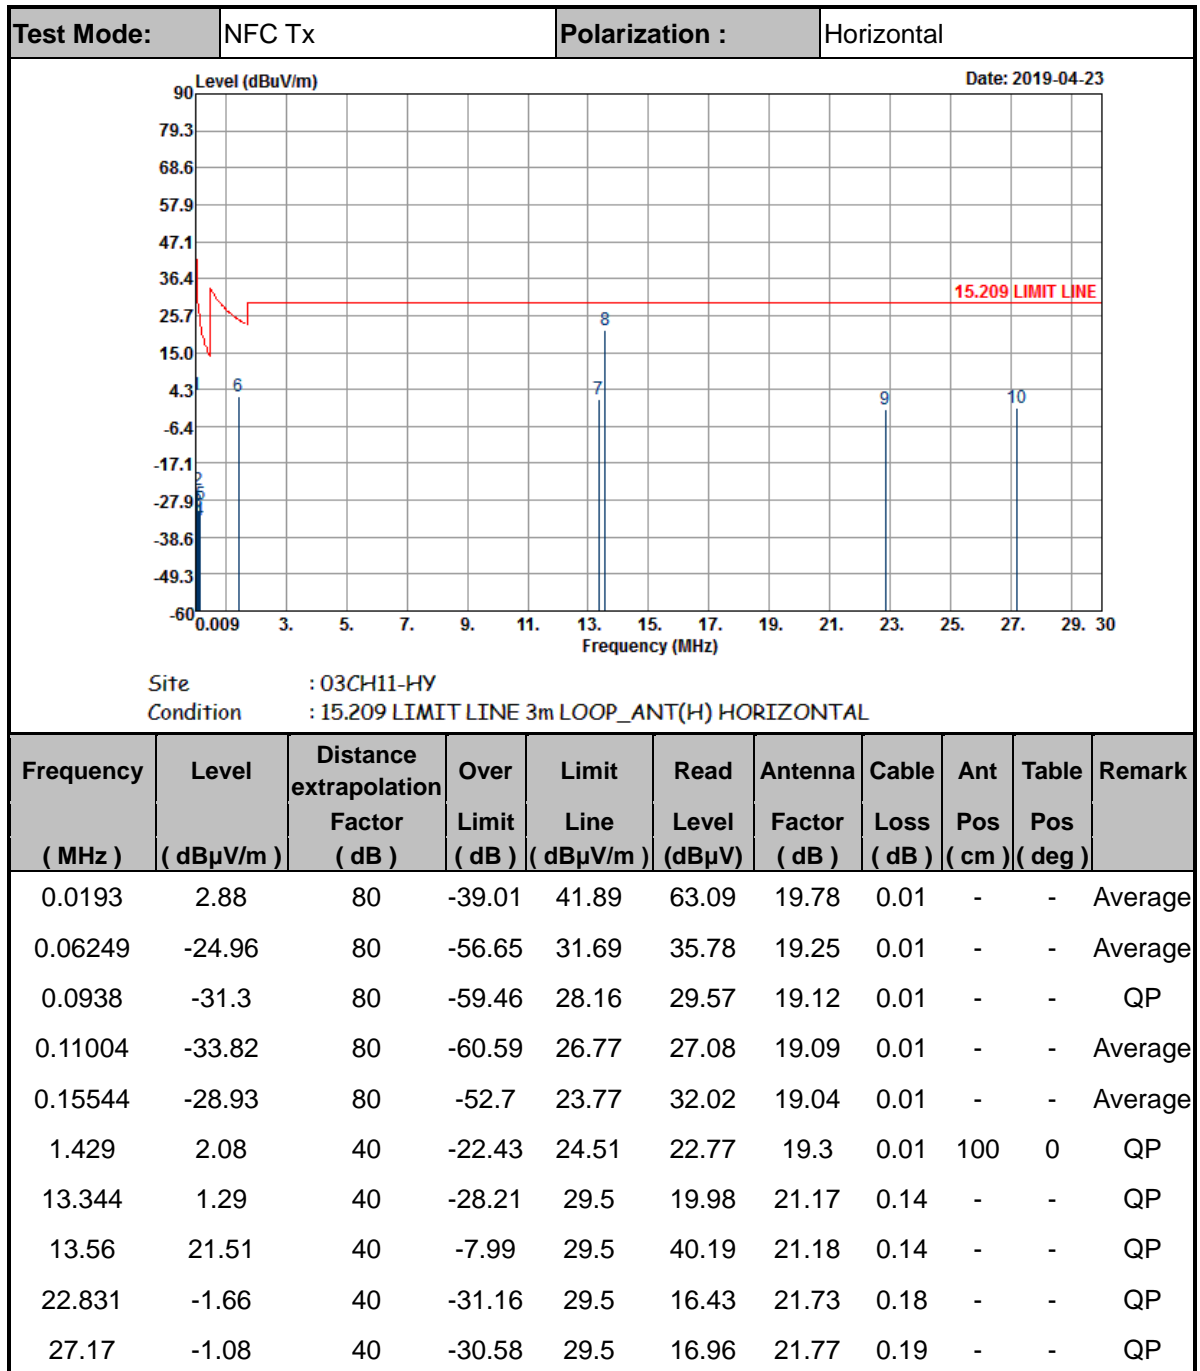 Test Mode: NFC Tx Polarization : Horizontal
Level (dBuV/m) Date: 2019-04-23
90
79.3
68.6
57.9
47.1
36.4
25.7
15.0
4.3
-6.4
-17.1
-27.9
-38.6
-49.3
-60
15.209 LIMIT LINE
1
2
5
4
6
7
8
9
10
0.009 3. 5. 7. 9. 11. 13. 15. 17. 19. 21. 23. 25. 27. 29. 30
Frequency (MHz)
Site : 03CH11-HY
Condition : 15.209 LIMIT LINE 3m LOOP_ANT(H) HORIZONTAL
Frequency Level Distance extrapolation Over Limit Read Antenna Cable Ant Table Remark
Factor Limit Line Level Factor Loss Pos Pos
( MHz ) ( dBµV/m ) ( dB ) ( dB ) ( dBµV/m ) (dBµV) ( dB ) ( dB ) ( cm ) ( deg )
0.0193 2.88 80 -39.01 41.89 63.09 19.78 0.01 - - Average
0.06249 -24.96 80 -56.65 31.69 35.78 19.25 0.01 - - Average
0.0938 -31.3 80 -59.46 28.16 29.57 19.12 0.01 - - QP
0.11004 -33.82 80 -60.59 26.77 27.08 19.09 0.01 - - Average
0.15544 -28.93 80 -52.7 23.77 32.02 19.04 0.01 - - Average
1.429 2.08 40 -22.43 24.51 22.77 19.3 0.01 100 0 QP
13.344 1.29 40 -28.21 29.5 19.98 21.17 0.14 - - QP
13.56 21.51 40 -7.99 29.5 40.19 21.18 0.14 - - QP
22.831 -1.66 40 -31.16 29.5 16.43 21.73 0.18 - - QP
27.17 -1.08 40 -30.58 29.5 16.96 21.77 0.19 - - QP